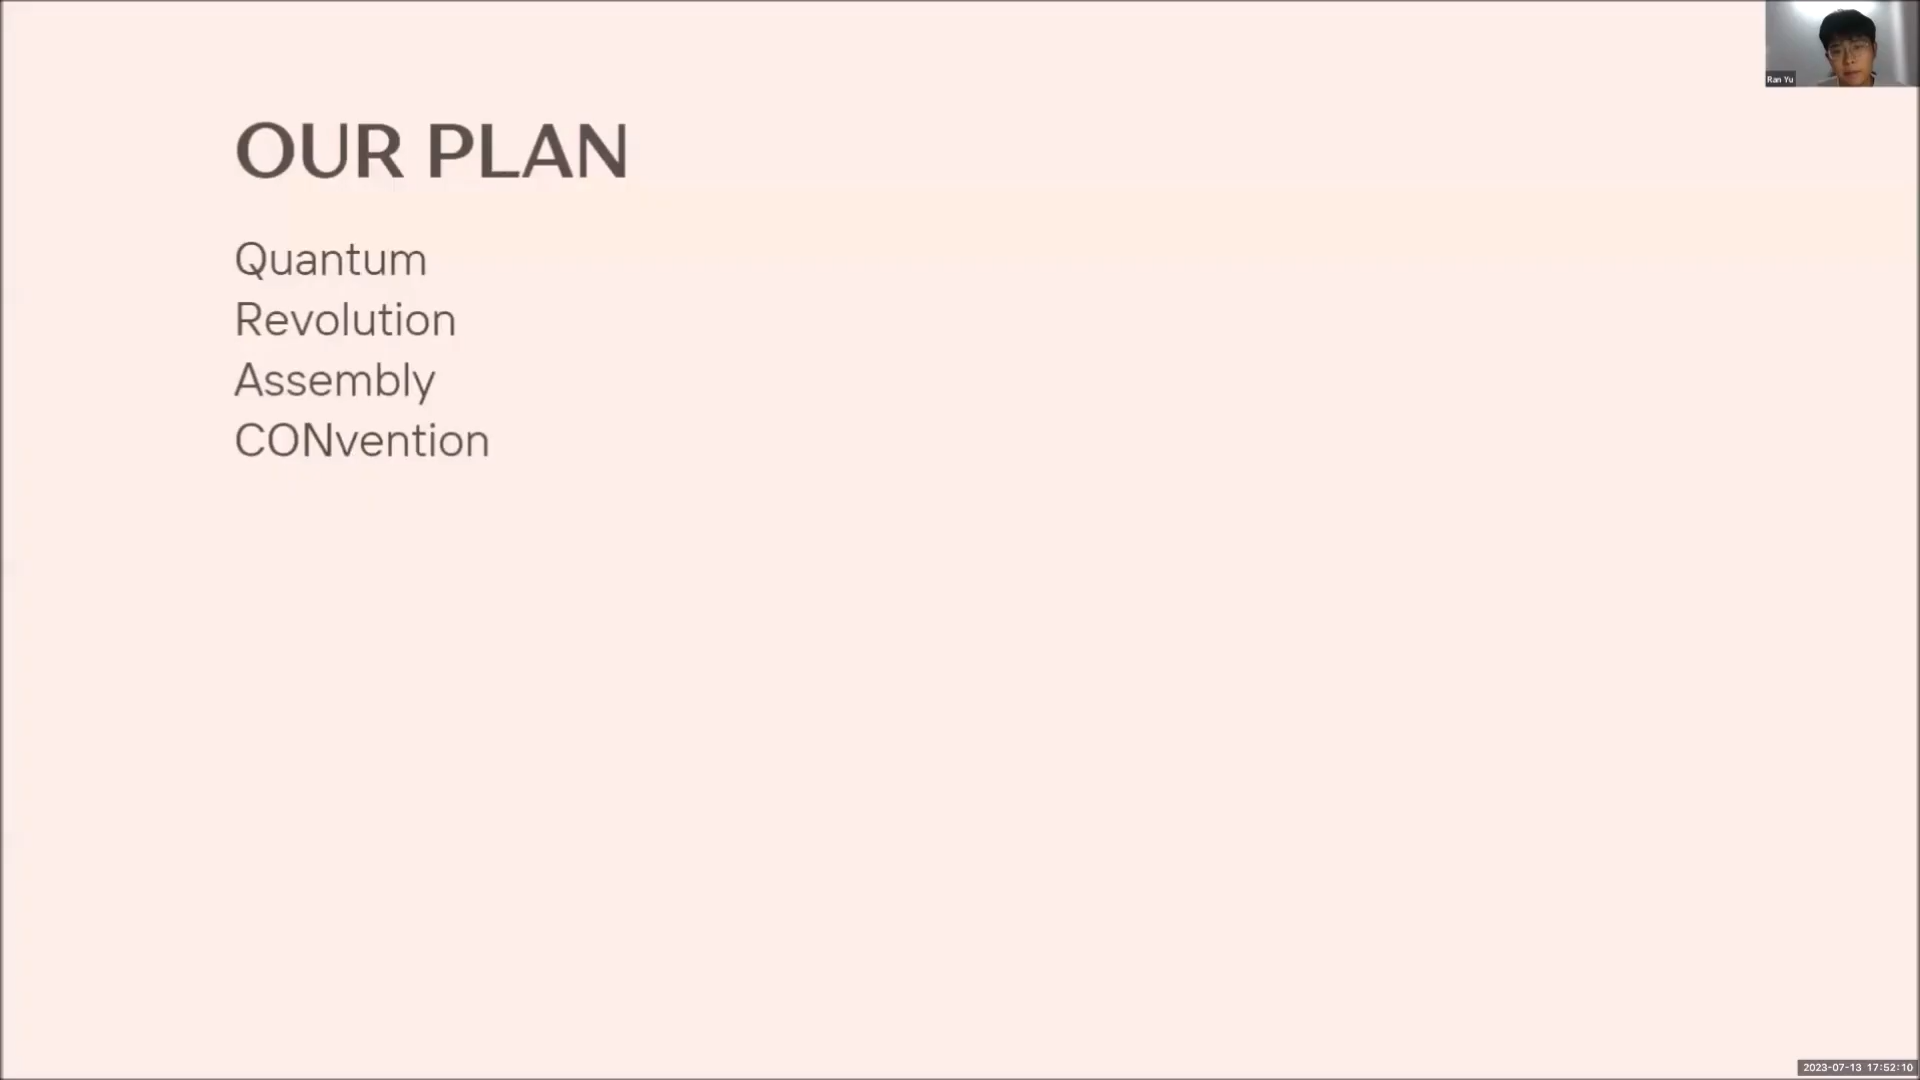 Ran Yu
OUR PLAN
Quantum
Revolution
Assembly
CONvention
2023-07-13 17:52:10